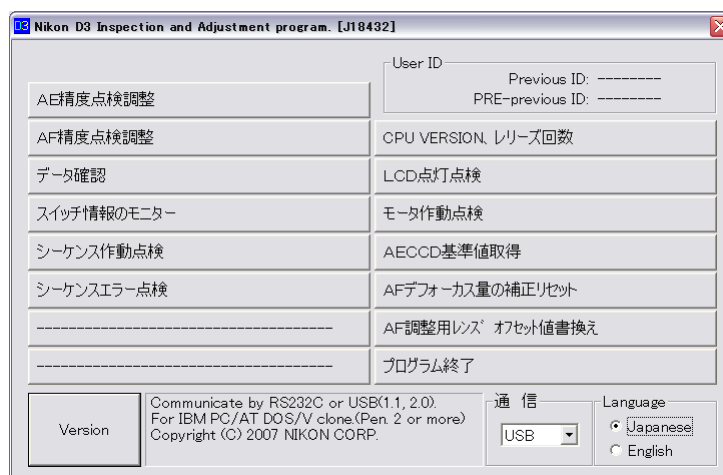 D3 Nikon D3 Inspection and Adjustment program. [J18432]
User ID
Previous ID: --------
PRE-previous ID: --------
AE精度点検調整
AF精度点検調整
CPU VERSION、レリーズ回数
データ確認
LCD点灯点検
スイッチ情報のモニター
モータ作動点検
シーケンス作動点検
AECCD基準値取得
シーケンスエラー点検
AFデフォーカス量の補正リセット
-------------------------------------
AF調整用レンズ オフセット値書換え
-------------------------------------
プログラム終了
Version
Communicate by RS232C or USB(1.1, 2.0).
For IBM PC/AT DOS/V clone.(Pen. 2 or more)
Copyright (C) 2007 NIKON CORP.
通 信
USB
Language
Japanese
English